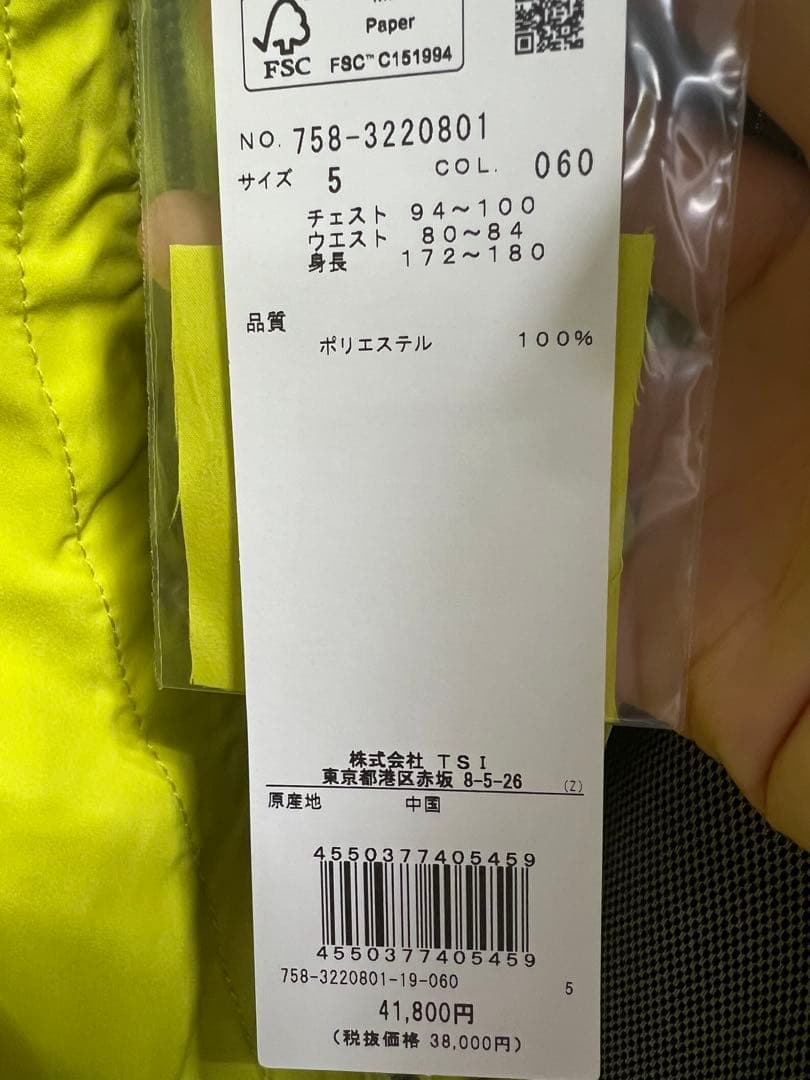 Paper
FSC
FSC™ C151994
NO. 758-3220801
サイズ 5 COL. 060
チェスト 94～100
ウエスト 80～84
身長 172～180
品質
ポリエステル 100%
株式会社 TSI
東京都港区赤坂 8-5-26 (Z)
原産地 中国
4550377405459
4550377405459
758-3220801-19-060 5
41,800円
(税抜価格 38,000円)